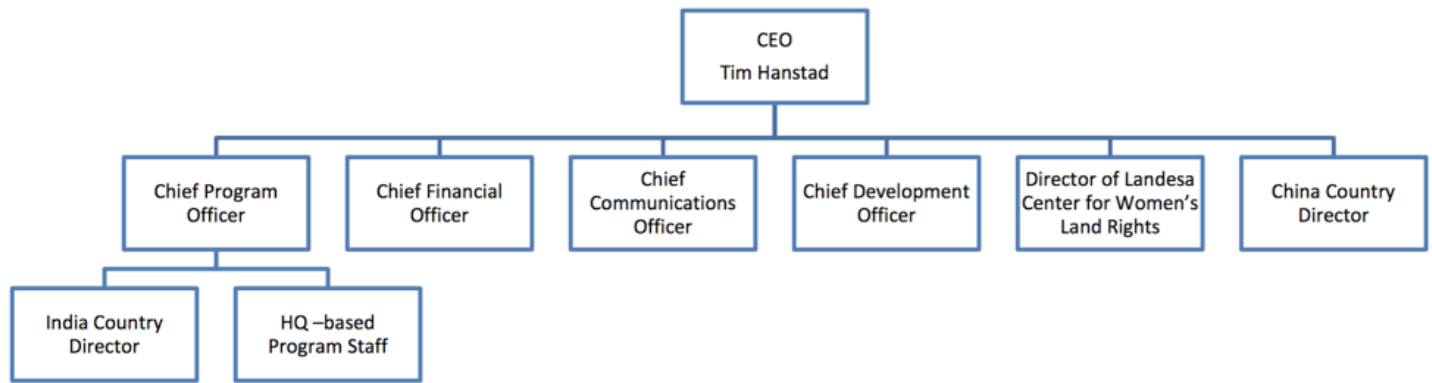 CEO
Tim Hanstad
Chief Program
Officer
Chief Financial
Officer
Chief
Communications
Officer
Chief Development
Officer
Director of Landesa
Center for Women’s
Land Rights
China Country
Director
India Country
Director
HQ –based
Program Staff